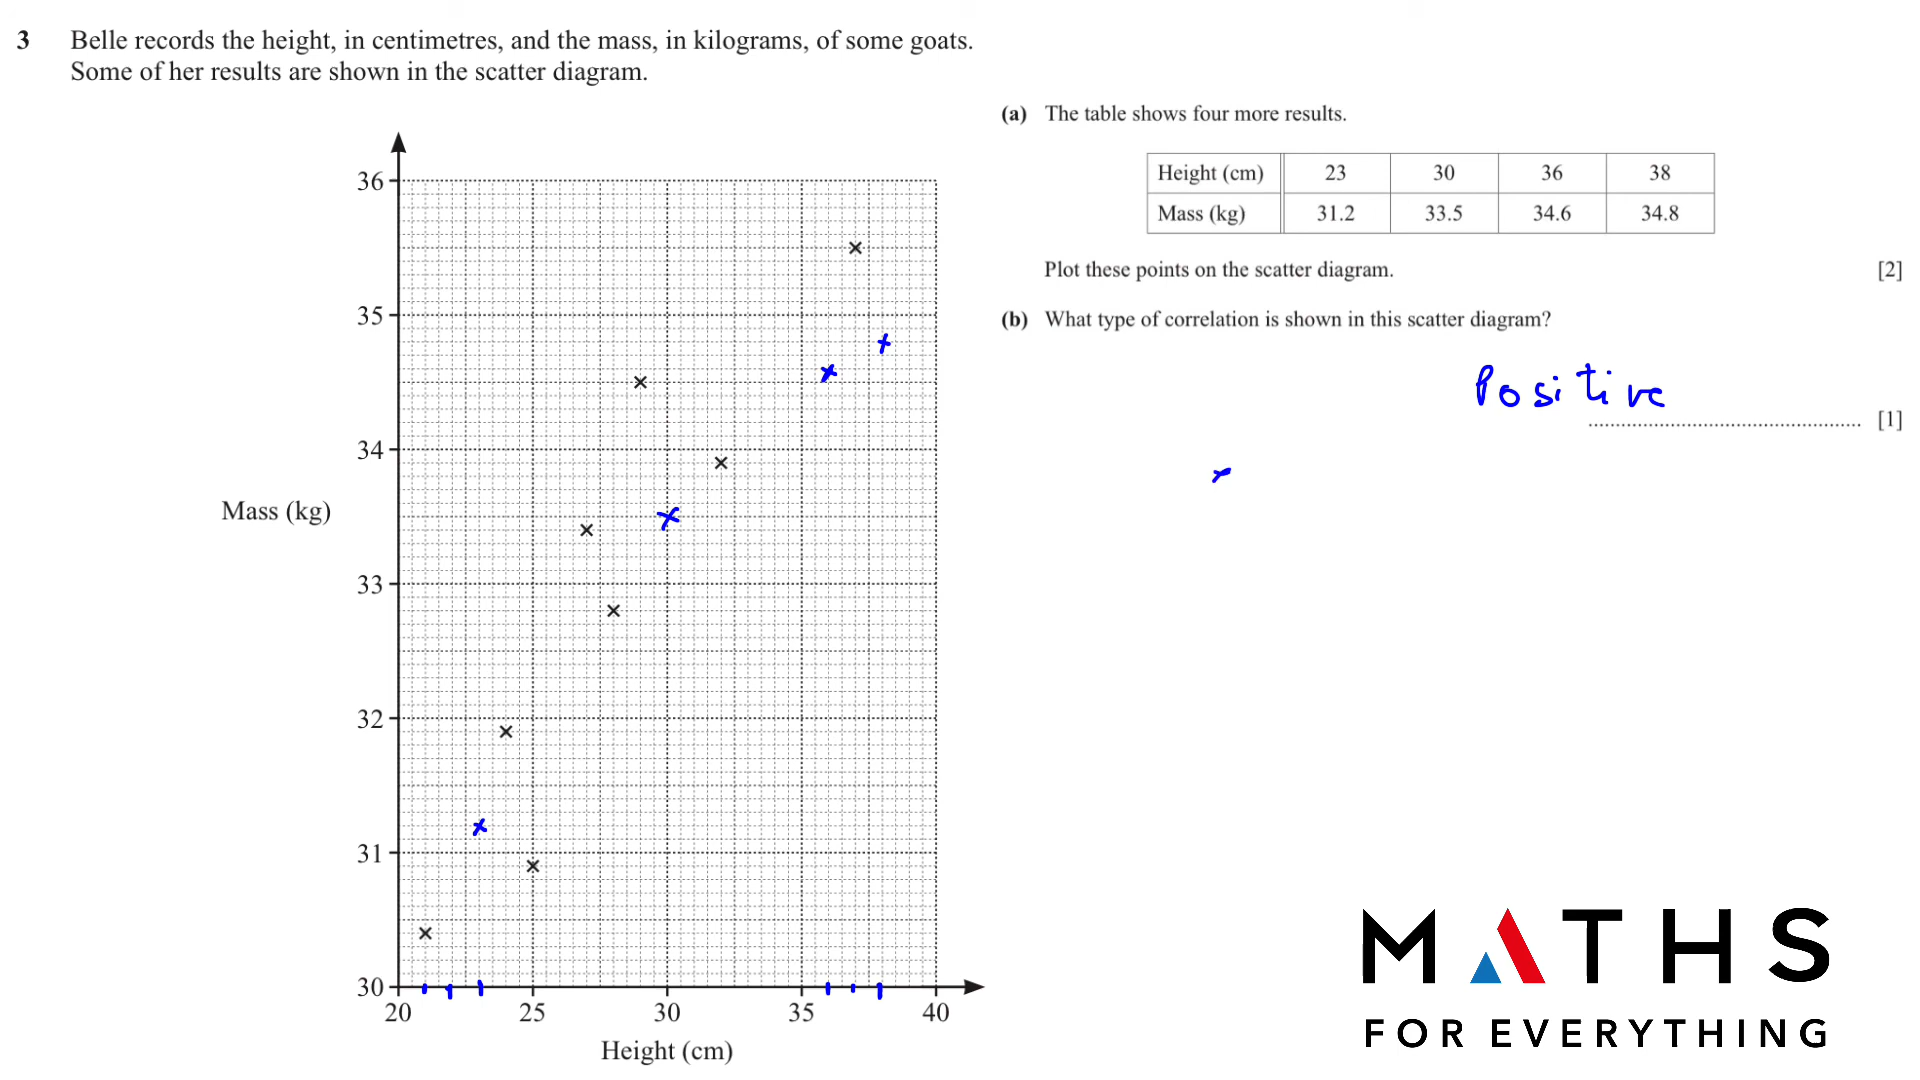 3 Belle records the height, in centimetres, and the mass, in kilograms, of some goats.
Some of her results are shown in the scatter diagram.
36
35
34
33
32
31
30
Mass (kg)
20 25 30 35 40
Height (cm)
(a) The table shows four more results.
Height (cm) 23 30 36 38
Mass (kg) 31.2 33.5 34.6 34.8
Plot these points on the scatter diagram. [2]
(b) What type of correlation is shown in this scatter diagram?
Positive
.................................................. [1]
MATHS
FOR EVERYTHING